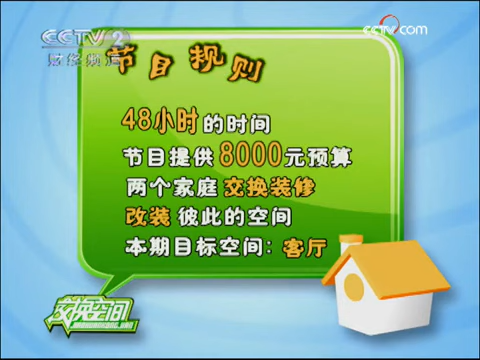 CCTV 2
财经频道
CCTV.com
节目规则
48小时的时间
节目提供8000元预算
两个家庭 交换装修
改装 彼此的空间
本期目标空间：客厅
交换空间